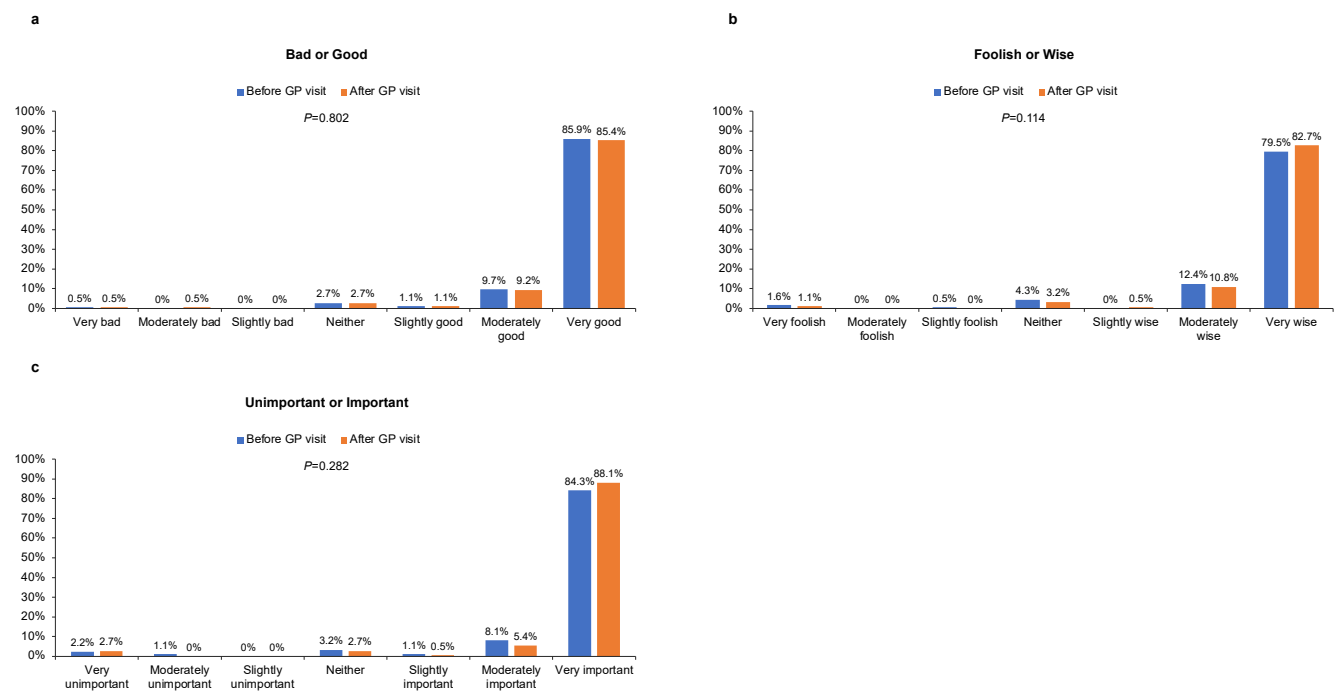 a
Bad or Good
Before GP visit After GP visit
P=0.802
100%
90%
80%
70%
60%
50%
40%
30%
20%
10%
0%
0.5% 0.5% 0% 0.5% 0% 0% 2.7% 2.7% 1.1% 1.1% 9.7% 9.2% 85.9% 85.4%
Very bad Moderately bad Slightly bad Neither Slightly good Moderately good Very good
b
Foolish or Wise
Before GP visit After GP visit
P=0.114
100%
90%
80%
70%
60%
50%
40%
30%
20%
10%
0%
1.6% 1.1% 0% 0% 0.5% 0% 4.3% 3.2% 0% 0.5% 12.4% 10.8% 79.5% 82.7%
Very foolish Moderately foolish Slightly foolish Neither Slightly wise Moderately wise Very wise
c
Unimportant or Important
Before GP visit After GP visit
P=0.282
100%
90%
80%
70%
60%
50%
40%
30%
20%
10%
0%
2.2% 2.7% 1.1% 0% 0% 0% 3.2% 2.7% 1.1% 0.5% 8.1% 5.4% 84.3% 88.1%
Very unimportant Moderately unimportant Slightly unimportant Neither Slightly important Moderately important Very important